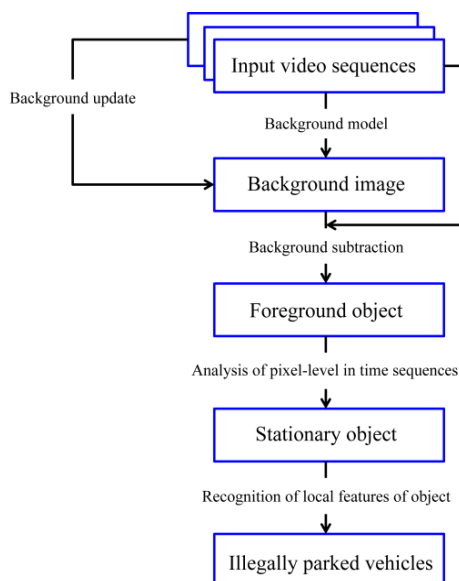 Input video sequences
Background update
Background model
Background image
Background subtraction
Foreground object
Analysis of pixel-level in time sequences
Stationary object
Recognition of local features of object
Illegally parked vehicles